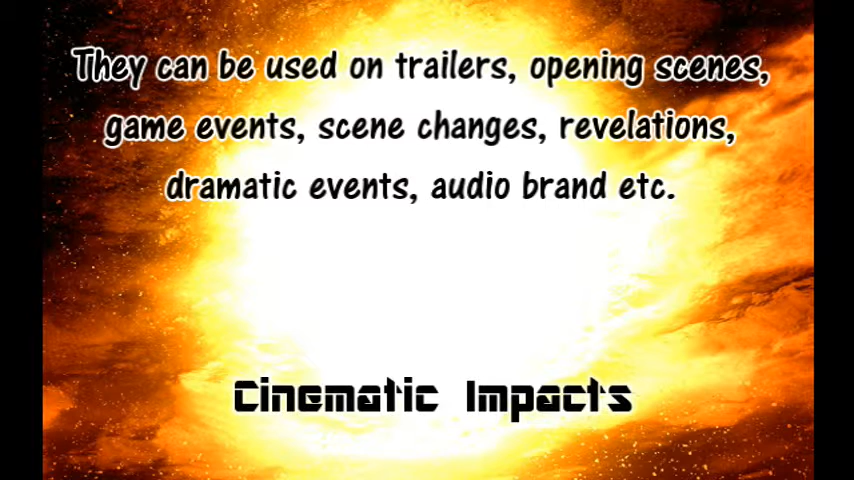 They can be used on trailers, opening scenes,
game events, scene changes, revelations,
dramatic events, audio brand etc.
Cinematic Impacts